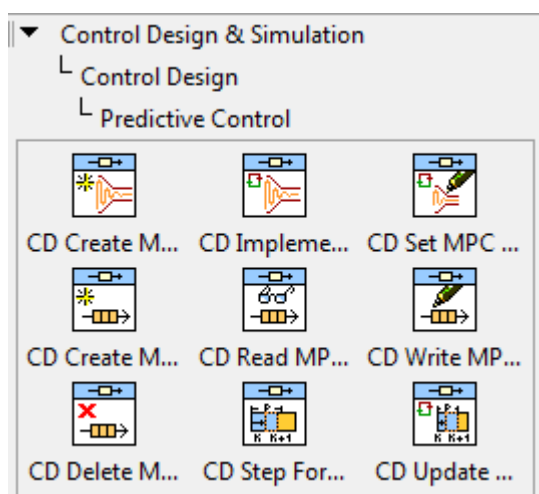 Control Design & Simulation
Control Design
Predictive Control
CD Create M... CD Impleme... CD Set MPC ...
CD Create M... CD Read MP... CD Write MP...
CD Delete M... CD Step For... CD Update ...